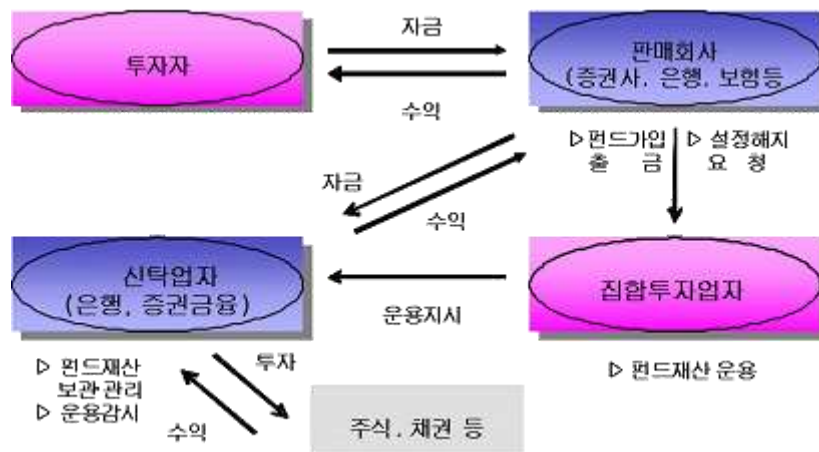 자금
투자자
판매회사
(증권사, 은행, 보험등
수익
▷펀드가입
출 금
▷ 설정해지
요 청
자금
수익
신탁업자
(은행, 증권금융)
집합투자업자
운용지시
▷ 펀드재산
보관·관리
▷ 운용감시
투자
수익
▷ 펀드재산 운용
주식, 채권 등